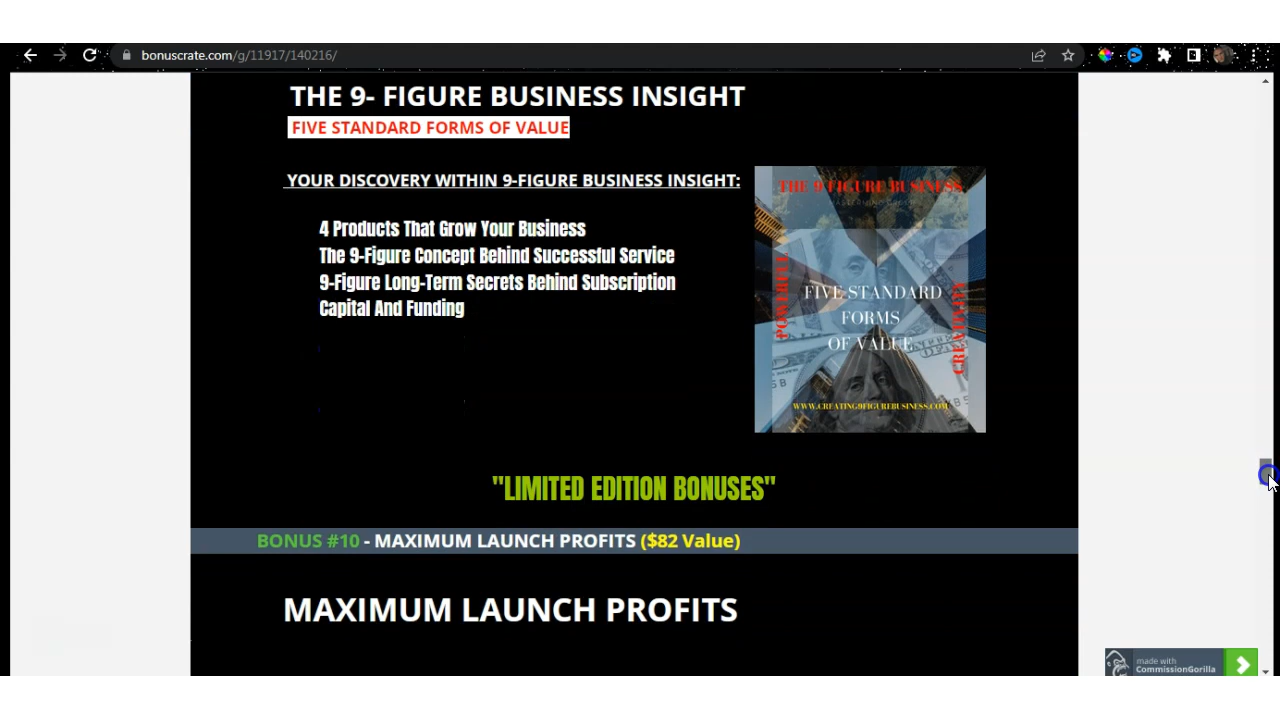 bonuscrate.com/g/11917/140216/
THE 9- FIGURE BUSINESS INSIGHT
FIVE STANDARD FORMS OF VALUE
YOUR DISCOVERY WITHIN 9-FIGURE BUSINESS INSIGHT:
4 Products That Grow Your Business
The 9-Figure Concept Behind Successful Service
9-Figure Long-Term Secrets Behind Subscription
Capital And Funding
THE 9 FIGURE BUSINESS
POWERFULL
FIVE STANDARD
FORMS
OF VALUE
CREATIVITY
WWW.CREATING9FIGUREBUSINESS.COM
"LIMITED EDITION BONUSES"
BONUS #10 - MAXIMUM LAUNCH PROFITS ($82 Value)
MAXIMUM LAUNCH PROFITS
made with
CommissionGorilla